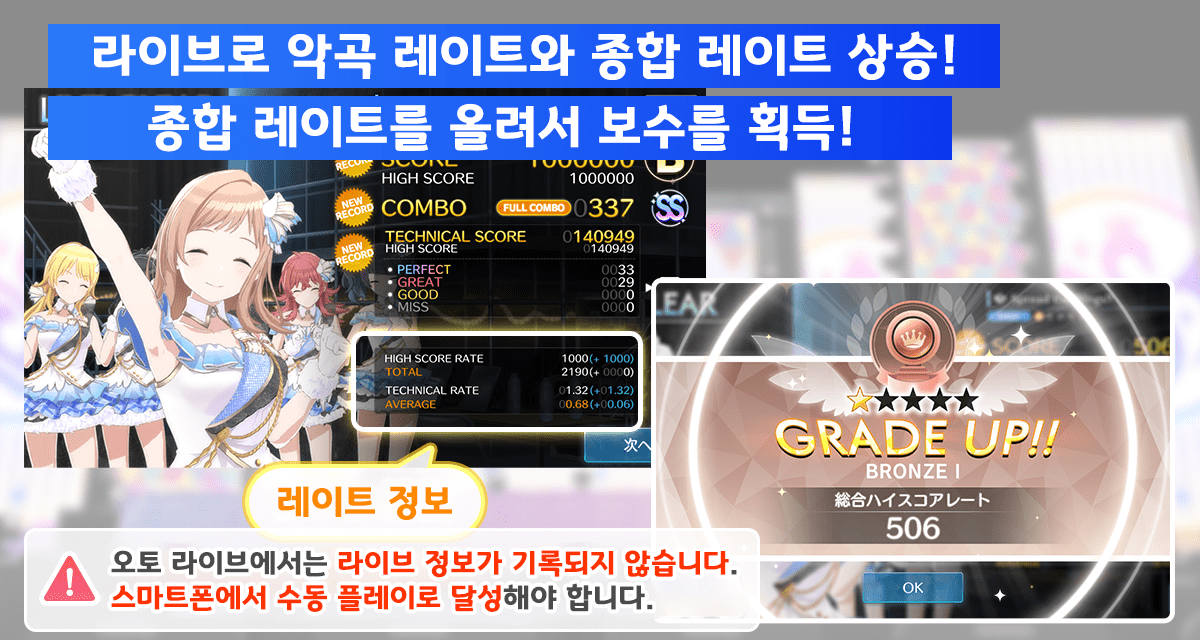 라이브로 악곡 레이트와 종합 레이트 상승!
종합 레이트를 올려서 보수를 획득!
NEW RECORD
SCORE 1000000
B
HIGH SCORE 1000000
NEW RECORD
COMBO FULL COMBO 0337
SS
NEW RECORD
TECHNICAL SCORE 0140949
HIGH SCORE 0140949
• PERFECT 0033
• GREAT 0029
• GOOD 0000
• MISS 0000
HIGH SCORE RATE 1000(+ 1000)
TOTAL 2190(+ 0000)
TECHNICAL RATE 01.32(+01.32)
AVERAGE 00.68(+00.06)
次へ
레이트 정보
LEAR
GRADE UP!!
BRONZE I
総合ハイスコアレート
506
OK
오토 라이브에서는 라이브 정보가 기록되지 않습니다.
스마트폰에서 수동 플레이로 달성해야 합니다.